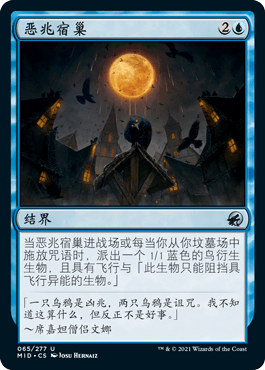 恶兆宿巢 2
结界
当恶兆宿巢进战场或每当你从你坟墓场中
施放咒语时，派出一个 1/1 蓝色的鸟衍生
生物，且具有飞行与「此生物只能阻挡具
飞行异能的生物。」
「一只乌鸦是凶兆，两只乌鸦是诅咒。我不知
道这算什么，但反正不是好事。」
～席嘉妲僧侣文娜
065/277 U
MID • CS Josu Hernaiz
™ & © 2021 Wizards of the Coast